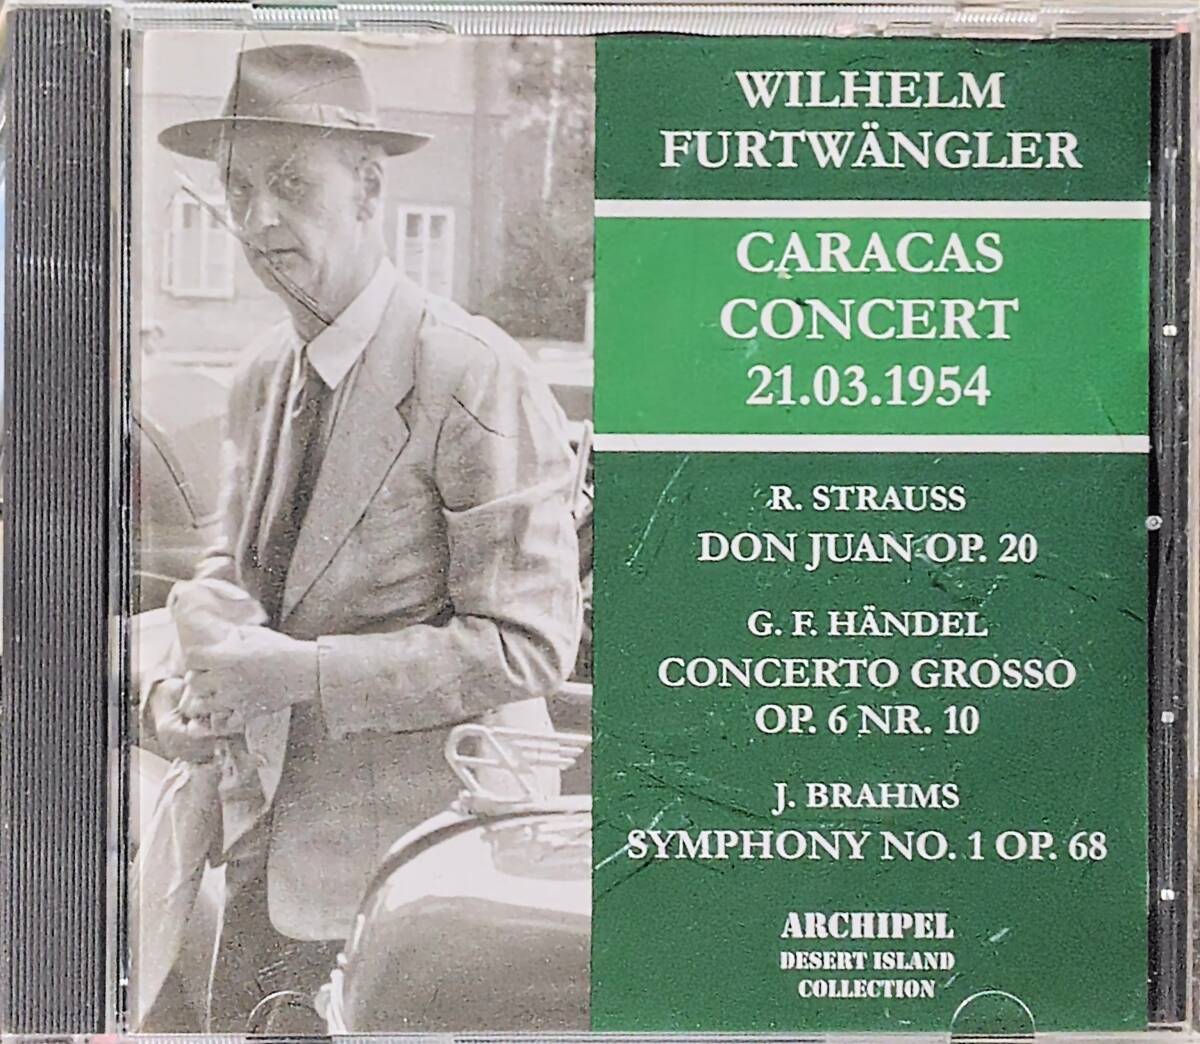 WILHELM
FURTWÄNGLER
CARACAS
CONCERT
21.03.1954
R. STRAUSS
DON JUAN OP. 20
G. F. HÄNDEL
CONCERTO GROSSO
OP. 6 NR. 10
J. BRAHMS
SYMPHONY NO. 1 OP. 68
ARCHIPEL
DESERT ISLAND
COLLECTION